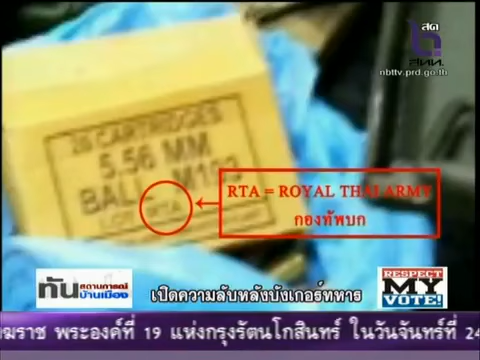 สด
สทท.
nbttv.prd.go.th
20 CARTRIDGES
5.56 MM
BALL M193
LOT RTA
RTA = ROYAL THAI ARMY
กองทัพบก
ทันสถานการณ์บ้านเมือง
เปิดความลับหลังบังเกอร์ทหาร
RESPECT
MY
VOTE!
ฆราช พระองค์ที่ 19 แห่งกรุงรัตนโกสินทร์ ในวันจันทร์ที่ 24